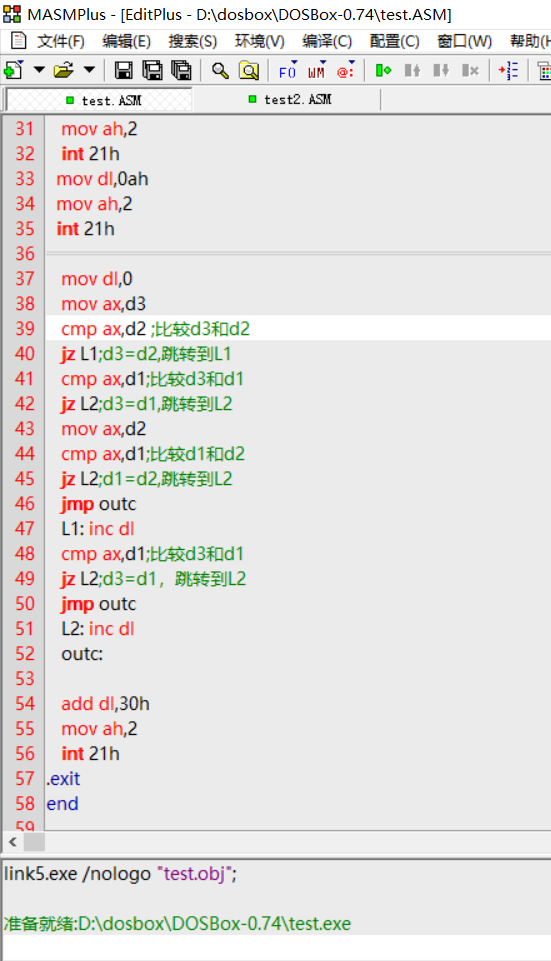 MASMPlus - [EditPlus - D:\dosbox\DOSBox-0.74\test.ASM]
文件(F) 编辑(E) 搜索(S) 环境(V) 编译(C) 配置(C) 窗口(W) 帮助(H
FO WM @:
test.ASM test2.ASM
31 mov ah,2
32 int 21h
33 mov dl,0ah
34 mov ah,2
35 int 21h
36
37 mov dl,0
38 mov ax,d3
39 cmp ax,d2 ;比较d3和d2
40 jz L1;d3=d2,跳转到L1
41 cmp ax,d1;比较d3和d1
42 jz L2;d3=d1,跳转到L2
43 mov ax,d2
44 cmp ax,d1;比较d1和d2
45 jz L2;d1=d2,跳转到L2
46 jmp outc
47 L1: inc dl
48 cmp ax,d1;比较d3和d1
49 jz L2;d3=d1，跳转到L2
50 jmp outc
51 L2: inc dl
52 outc:
53
54 add dl,30h
55 mov ah,2
56 int 21h
57 .exit
58 end
59
link5.exe /nologo "test.obj";
准备就绪:D:\dosbox\DOSBox-0.74\test.exe